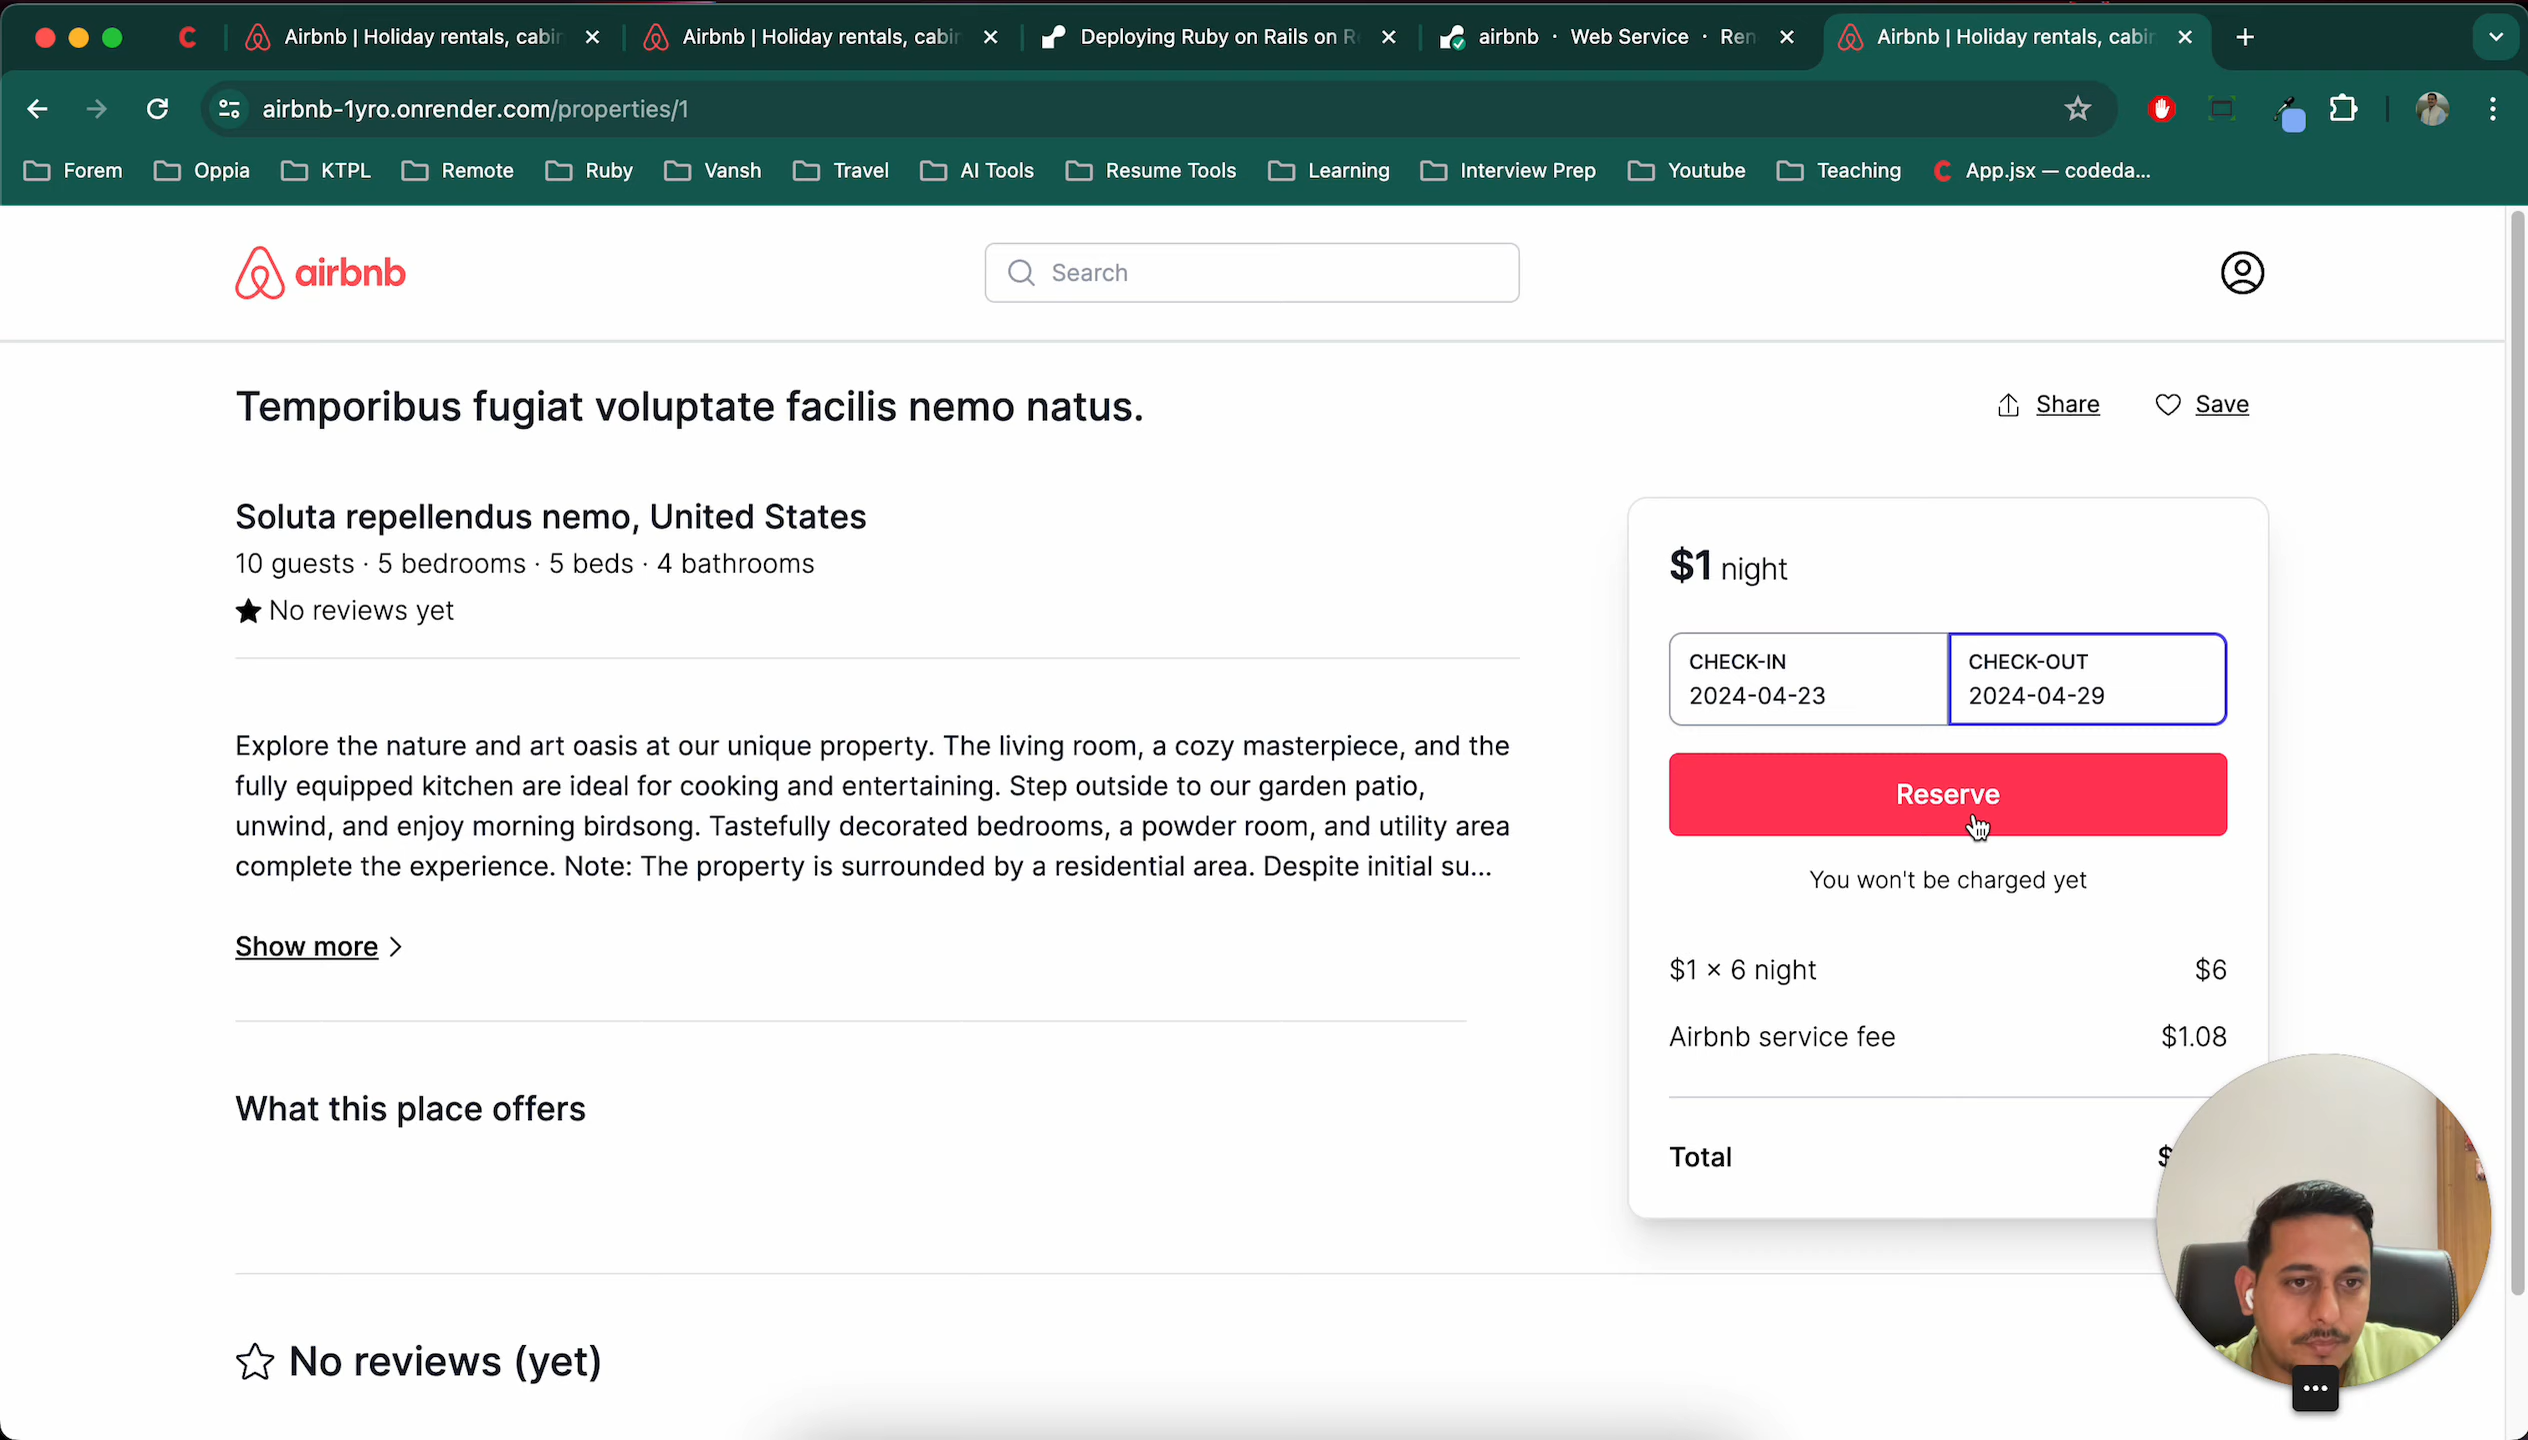 Airbnb | Holiday rentals, cabin
Airbnb | Holiday rentals, cabin
Deploying Ruby on Rails on Re
airbnb · Web Service · Ren
Airbnb | Holiday rentals, cabin
airbnb-1yro.onrender.com/properties/1
Forem
Oppia
KTPL
Remote
Ruby
Vansh
Travel
AI Tools
Resume Tools
Learning
Interview Prep
Youtube
Teaching
App.jsx — codeda...
airbnb
Search
Temporibus fugiat voluptate facilis nemo natus.
Share
Save
Soluta repellendus nemo, United States
10 guests · 5 bedrooms · 5 beds · 4 bathrooms
No reviews yet
Explore the nature and art oasis at our unique property. The living room, a cozy masterpiece, and the
fully equipped kitchen are ideal for cooking and entertaining. Step outside to our garden patio,
unwind, and enjoy morning birdsong. Tastefully decorated bedrooms, a powder room, and utility area
complete the experience. Note: The property is surrounded by a residential area. Despite initial su...
Show more
What this place offers
No reviews (yet)
$1 night
CHECK-IN
2024-04-23
CHECK-OUT
2024-04-29
Reserve
You won't be charged yet
$1 × 6 night $6
Airbnb service fee $1.08
Total $